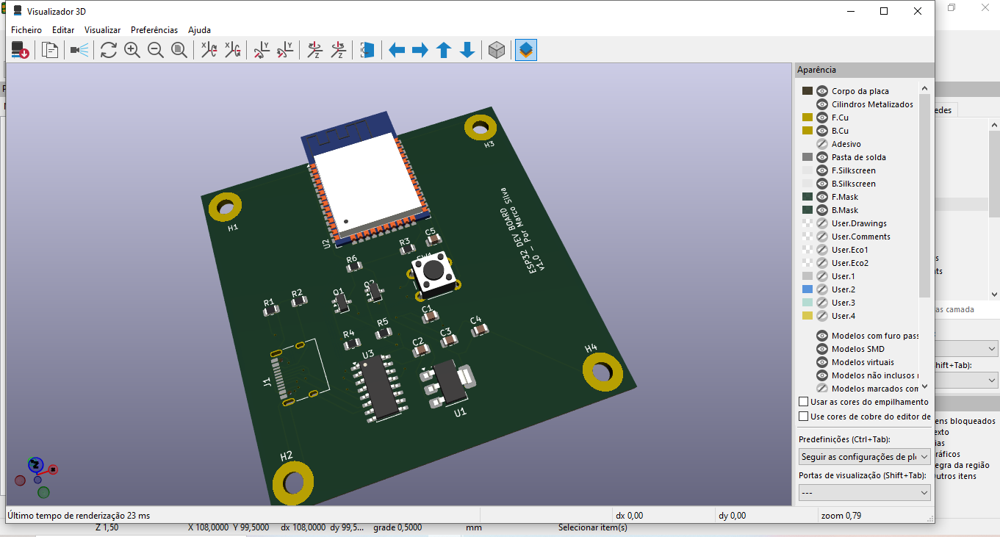 Visualizador 3D
Ficheiro Editar Visualizar Preferências Ajuda
Aparência
Corpo da placa
Cilindros Metalizados
F.Cu
B.Cu
Adesivo
Pasta de solda
F.Silkscreen
B.Silkscreen
F.Mask
B.Mask
User.Drawings
User.Comments
User.Eco1
User.Eco2
User.1
User.2
User.3
User.4
Modelos com furo pass
Modelos SMD
Modelos virtuais
Modelos não inclusos
Modelos marcados com
Usar as cores do empilhamento
Use cores de cobre do editor de
Predefinições (Ctrl+Tab):
Seguir as configurações de pl
Portas de visualização (Shift+Tab):
---
H3
H1
U2
ESP32 DEV BOARD
v1.0 - Por Marco Silva
R3
C5
R6
R1
R2
Q1
C1
R4
R5
C2
C3
C4
U3
J1
U1
H4
H2
Z
Último tempo de renderização 23 ms
dx 0,00
dy 0,00
zoom 0,79
Z 1,50
X 108,0000 Y 99,5000
dx 108,0000 dy 99,5...
grade 0,5000
mm
Selecionar item(s)
edes
as camada
hift+Tab):
ens bloqueados
exto
ias
ráficos
egra da região
utros itens